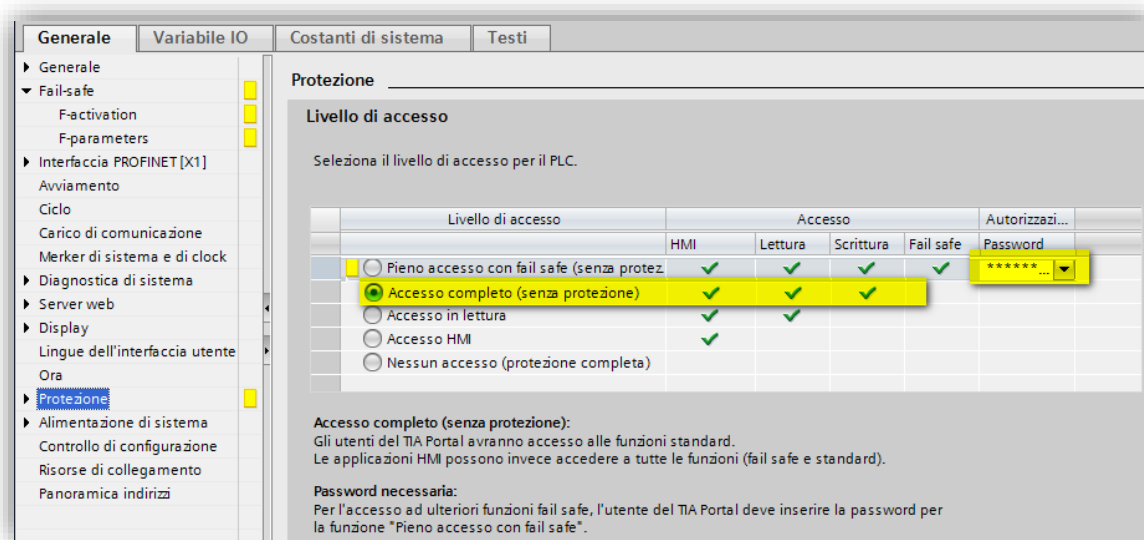 Generale Variabile IO Costanti di sistema Testi
Generale
Fail-safe
F-activation
F-parameters
Interfaccia PROFINET [X1]
Avviamento
Ciclo
Carico di comunicazione
Merker di sistema e di clock
Diagnostica di sistema
Server web
Display
Lingue dell'interfaccia utente
Ora
Protezione
Alimentazione di sistema
Controllo di configurazione
Risorse di collegamento
Panoramica indirizzi
Protezione
Livello di accesso
Seleziona il livello di accesso per il PLC.
Livello di accesso Accesso Autorizzazi...
HMI Lettura Scrittura Fail safe Password
Pieno accesso con fail safe (senza protez. ******...
Accesso completo (senza protezione)
Accesso in lettura
Accesso HMI
Nessun accesso (protezione completa)
Accesso completo (senza protezione):
Gli utenti del TIA Portal avranno accesso alle funzioni standard.
Le applicazioni HMI possono invece accedere a tutte le funzioni (fail safe e standard).
Password necessaria:
Per l'accesso ad ulteriori funzioni fail safe, l'utente del TIA Portal deve inserire la password per
la funzione "Pieno accesso con fail safe".